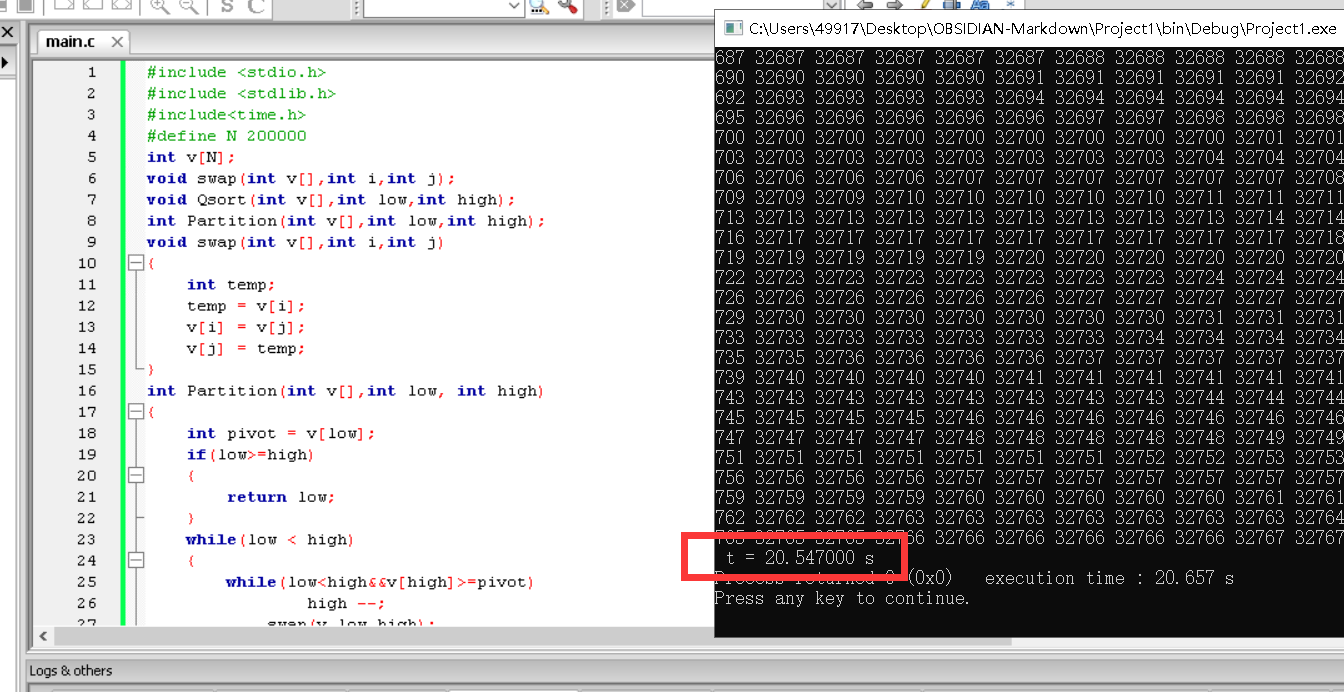 main.c
1 #include <stdio.h>
2 #include <stdlib.h>
3 #include<time.h>
4 #define N 200000
5 int v[N];
6 void swap(int v[],int i,int j);
7 void Qsort(int v[],int low,int high);
8 int Partition(int v[],int low,int high);
9 void swap(int v[],int i,int j)
10 {
11 int temp;
12 temp = v[i];
13 v[i] = v[j];
14 v[j] = temp;
15 }
16 int Partition(int v[],int low, int high)
17 {
18 int pivot = v[low];
19 if(low>=high)
20 {
21 return low;
22 }
23 while(low < high)
24 {
25 while(low<high&&v[high]>=pivot)
26 high --;
27 swap(v,low,high);
Logs & others
C:\Users\49917\Desktop\OBSIDIAN-Markdown\Project1\bin\Debug\Project1.exe
687 32687 32687 32687 32687 32687 32688 32688 32688 32688 32688
690 32690 32690 32690 32690 32691 32691 32691 32691 32691 32692
692 32693 32693 32693 32693 32694 32694 32694 32694 32694 32694
695 32696 32696 32696 32696 32696 32697 32697 32698 32698 32698
700 32700 32700 32700 32700 32700 32700 32700 32700 32701 32701
703 32703 32703 32703 32703 32703 32703 32703 32704 32704 32704
706 32706 32706 32706 32707 32707 32707 32707 32707 32707 32708
709 32709 32709 32710 32710 32710 32710 32710 32711 32711 32711
713 32713 32713 32713 32713 32713 32713 32713 32713 32714 32714
716 32717 32717 32717 32717 32717 32717 32717 32717 32717 32718
719 32719 32719 32719 32719 32720 32720 32720 32720 32720 32720
722 32723 32723 32723 32723 32723 32723 32723 32724 32724 32724
726 32726 32726 32726 32726 32726 32726 32727 32727 32727 32727
729 32730 32730 32730 32730 32730 32730 32730 32731 32731 32731
733 32733 32733 32733 32733 32733 32733 32734 32734 32734 32734
735 32735 32736 32736 32736 32736 32737 32737 32737 32737 32737
739 32740 32740 32740 32740 32741 32741 32741 32741 32741 32741
743 32743 32743 32743 32743 32743 32743 32743 32743 32744 32744
745 32745 32745 32745 32746 32746 32746 32746 32746 32746 32746
747 32747 32747 32747 32748 32748 32748 32748 32748 32749 32749
751 32751 32751 32751 32751 32751 32751 32752 32752 32753 32753
756 32756 32756 32756 32757 32757 32757 32757 32757 32757 32757
759 32759 32759 32759 32760 32760 32760 32760 32760 32761 32761
762 32762 32762 32763 32763 32763 32763 32763 32763 32763 32764
765 32765 32765 32765 32766 32766 32766 32766 32766 32767 32767
t = 20.547000 s
Process returned 0 (0x0) execution time : 20.657 s
Press any key to continue.